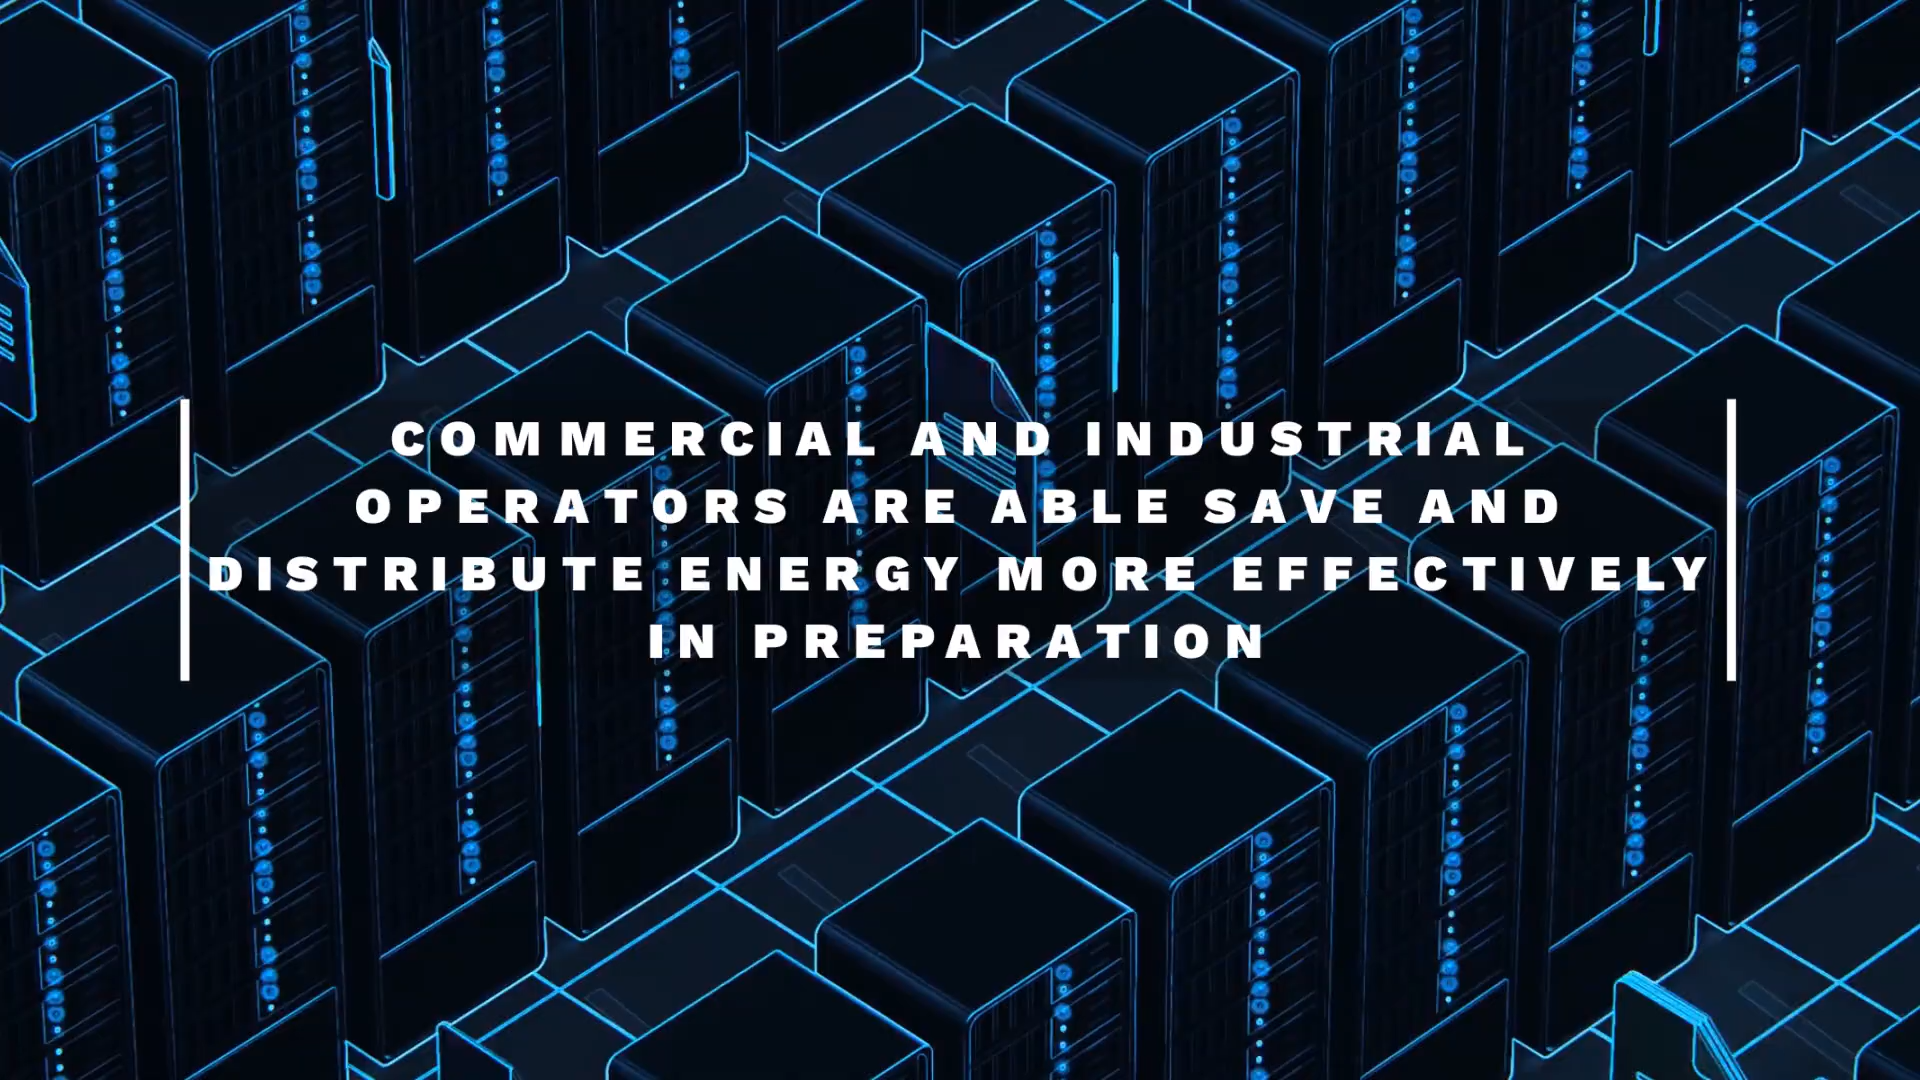 COMMERCIAL AND INDUSTRIAL
OPERATORS ARE ABLE SAVE AND
DISTRIBUTE ENERGY MORE EFFECTIVELY
IN PREPARATION